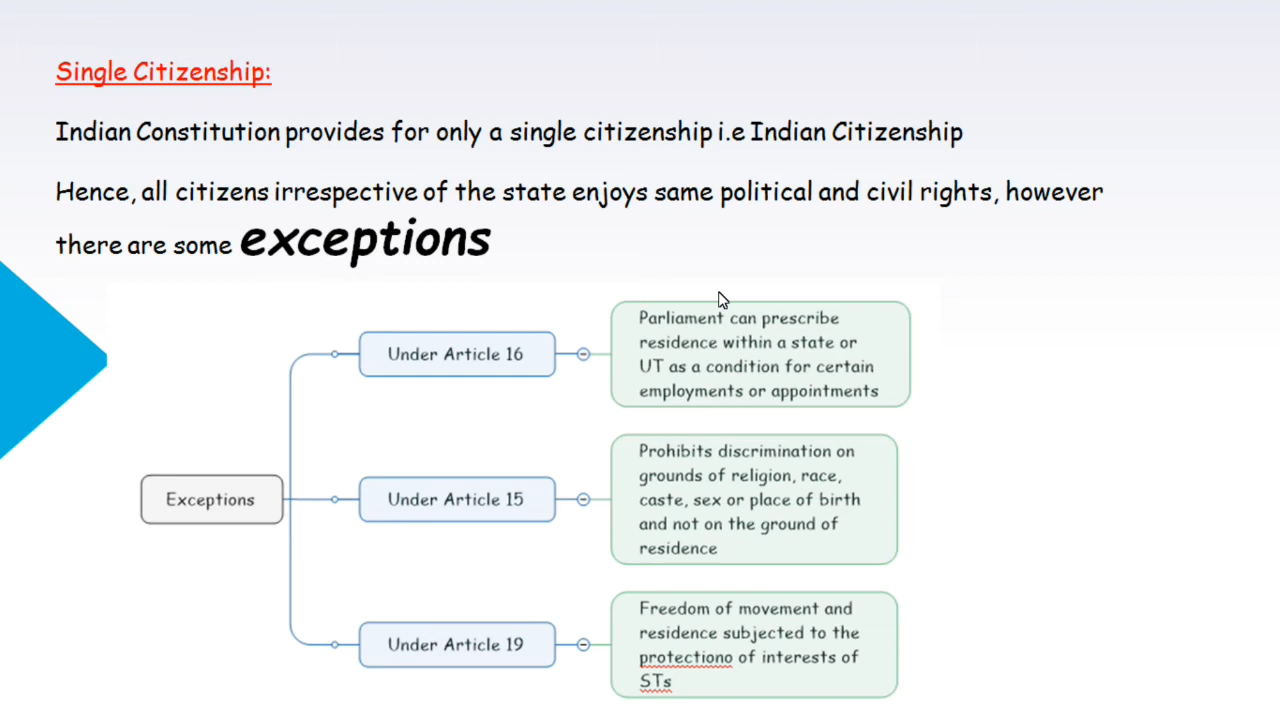 Single Citizenship:
Indian Constitution provides for only a single citizenship i.e Indian Citizenship
Hence, all citizens irrespective of the state enjoys same political and civil rights, however
there are some exceptions
Exceptions
Under Article 16
Parliament can prescribe
residence within a state or
UT as a condition for certain
employments or appointments
Under Article 15
Prohibits discrimination on
grounds of religion, race,
caste, sex or place of birth
and not on the ground of
residence
Under Article 19
Freedom of movement and
residence subjected to the
protectiono of interests of
STs